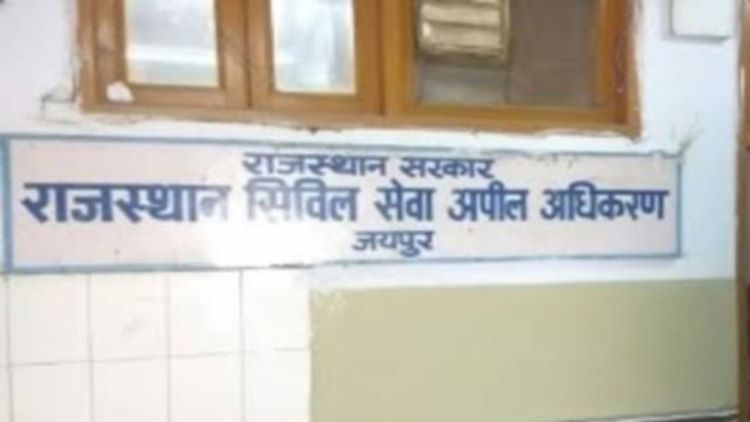 राजस्थान सरकार
राजस्थान सिविल सेवा अपील अधिकरण
जयपुर